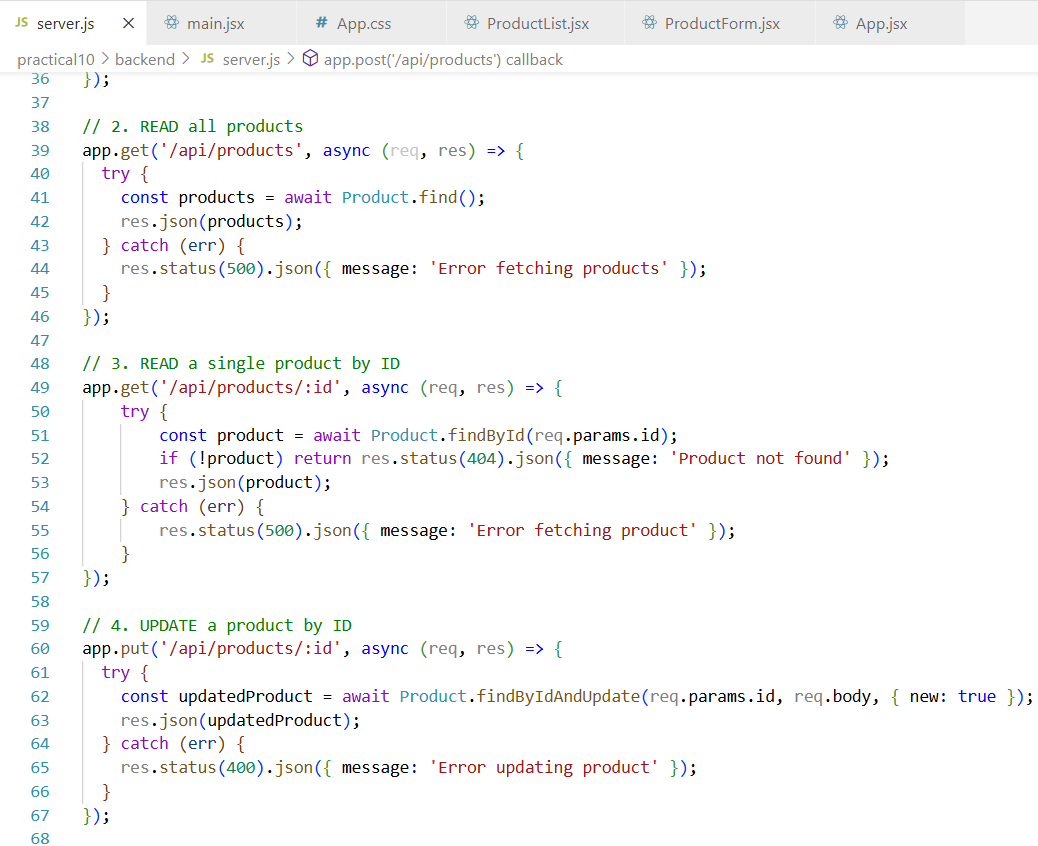 JS server.js × main.jsx # App.css ProductList.jsx ProductForm.jsx App.jsx
practical10 > backend > JS server.js > app.post('/api/products') callback
36 });
37
38 // 2. READ all products
39 app.get('/api/products', async (req, res) => {
40   try {
41     const products = await Product.find();
42     res.json(products);
43   } catch (err) {
44     res.status(500).json({ message: 'Error fetching products' });
45   }
46 });
47
48 // 3. READ a single product by ID
49 app.get('/api/products/:id', async (req, res) => {
50     try {
51         const product = await Product.findById(req.params.id);
52         if (!product) return res.status(404).json({ message: 'Product not found' });
53         res.json(product);
54     } catch (err) {
55         res.status(500).json({ message: 'Error fetching product' });
56     }
57 });
58
59 // 4. UPDATE a product by ID
60 app.put('/api/products/:id', async (req, res) => {
61   try {
62     const updatedProduct = await Product.findByIdAndUpdate(req.params.id, req.body, { new: true });
63     res.json(updatedProduct);
64   } catch (err) {
65     res.status(400).json({ message: 'Error updating product' });
66   }
67 });
68